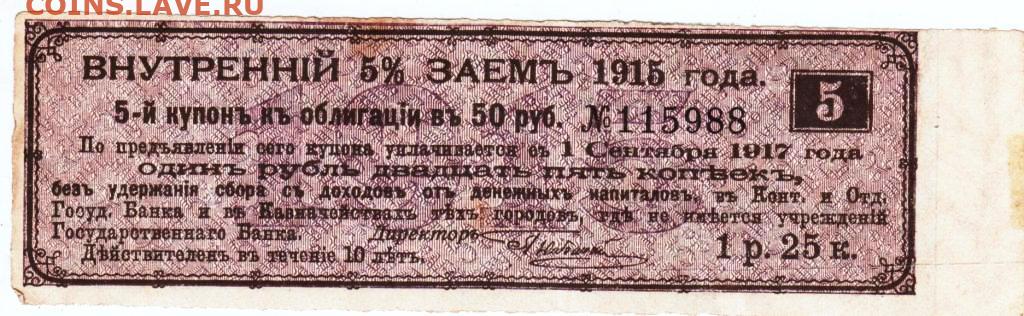 COINS.LAVE.RU
ВНУТРЕННІЙ 5% ЗАЕМЪ 1915 года.
5
5-й купонъ къ облигаціи въ 50 руб. № 115988
По предъявленіи сего купона уплачивается съ 1 Сентября 1917 года
одинъ рубль двадцать пять копѣекъ,
безъ удержанія сбора съ доходовъ отъ денежныхъ капиталовъ, въ Конт. и Отд.
Госуд. Банка и въ Казначействахъ тѣхъ городовъ, гдѣ не имѣется учрежденій
Государственнаго Банка. Директоръ
1 р. 25 к.
Дѣйствителенъ въ теченіе 10 лѣтъ.